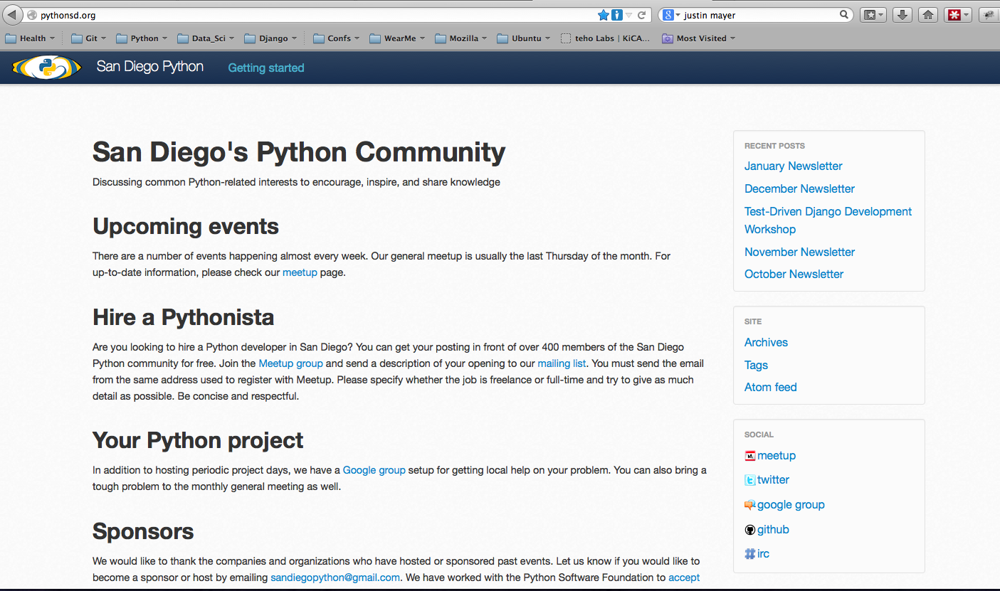 pythonsd.org
justin mayer
Health
Git
Python
Data_Sci
Django
Confs
WearMe
Mozilla
Ubuntu
teho Labs | KiCA...
Most Visited
San Diego Python
Getting started
San Diego's Python Community
Discussing common Python-related interests to encourage, inspire, and share knowledge
Upcoming events
There are a number of events happening almost every week. Our general meetup is usually the last Thursday of the month. For
up-to-date information, please check our meetup page.
Hire a Pythonista
Are you looking to hire a Python developer in San Diego? You can get your posting in front of over 400 members of the San Diego
Python community for free. Join the Meetup group and send a description of your opening to our mailing list. You must send the email
from the same address used to register with Meetup. Please specify whether the job is freelance or full-time and try to give as much
detail as possible. Be concise and respectful.
Your Python project
In addition to hosting periodic project days, we have a Google group setup for getting local help on your problem. You can also bring a
tough problem to the monthly general meeting as well.
Sponsors
We would like to thank the companies and organizations who have hosted or sponsored past events. Let us know if you would like to
become a sponsor or host by emailing sandiegopython@gmail.com. We have worked with the Python Software Foundation to accept
RECENT POSTS
January Newsletter
December Newsletter
Test-Driven Django Development
Workshop
November Newsletter
October Newsletter
SITE
Archives
Tags
Atom feed
SOCIAL
meetup
twitter
google group
github
irc